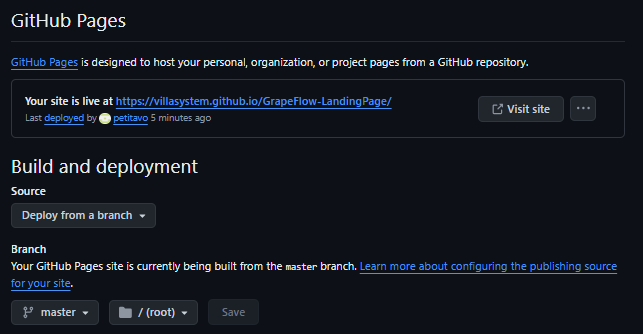 GitHub Pages
GitHub Pages is designed to host your personal, organization, or project pages from a GitHub repository.
Your site is live at https://villasystem.github.io/GrapeFlow-LandingPage/
Last deployed by petitavo 5 minutes ago
Visit site
Build and deployment
Source
Deploy from a branch
Branch
Your GitHub Pages site is currently being built from the master branch. Learn more about configuring the publishing source
for your site.
master
/ (root)
Save